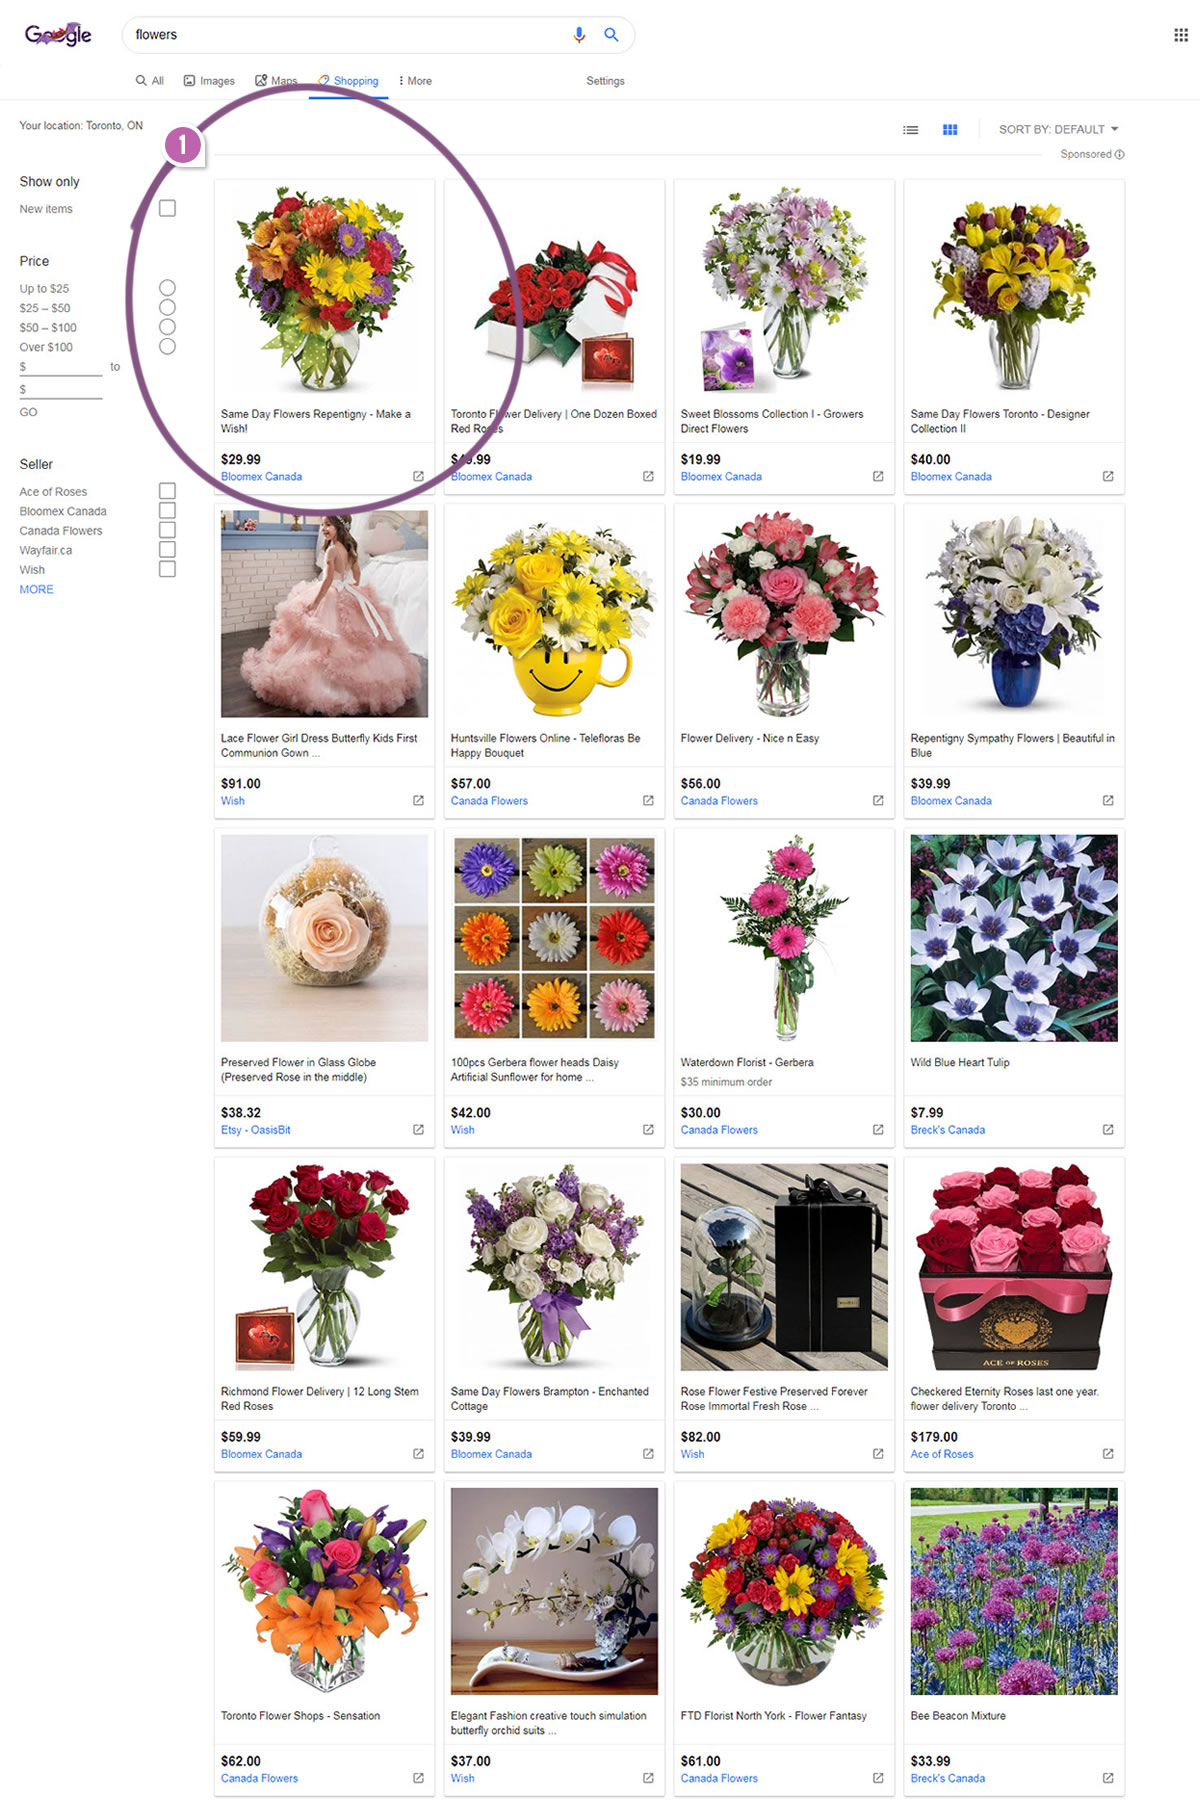 Google
flowers
All Images Maps Shopping More Settings
Your location: Toronto, ON
1
SORT BY: DEFAULT
Sponsored
Show only
New items
Price
Up to $25
$25 – $50
$50 – $100
Over $100
$ to
$
GO
Seller
Ace of Roses
Bloomex Canada
Canada Flowers
Wayfair.ca
Wish
MORE
Same Day Flowers Repentigny - Make a
Wish!
$29.99
Bloomex Canada
Toronto Flower Delivery | One Dozen Boxed
Red Roses
$49.99
Bloomex Canada
Sweet Blossoms Collection I - Growers
Direct Flowers
$19.99
Bloomex Canada
Same Day Flowers Toronto - Designer
Collection II
$40.00
Bloomex Canada
Lace Flower Girl Dress Butterfly Kids First
Communion Gown ...
$91.00
Wish
Huntsville Flowers Online - Telefloras Be
Happy Bouquet
$57.00
Canada Flowers
Flower Delivery - Nice n Easy
$56.00
Canada Flowers
Repentigny Sympathy Flowers | Beautiful in
Blue
$39.99
Bloomex Canada
Preserved Flower in Glass Globe
(Preserved Rose in the middle)
$38.32
Etsy - OasisBit
100pcs Gerbera flower heads Daisy
Artificial Sunflower for home ...
$42.00
Wish
Waterdown Florist - Gerbera
$35 minimum order
$30.00
Canada Flowers
Wild Blue Heart Tulip
$7.99
Breck's Canada
Richmond Flower Delivery | 12 Long Stem
Red Roses
$59.99
Bloomex Canada
Same Day Flowers Brampton - Enchanted
Cottage
$39.99
Bloomex Canada
Rose Flower Festive Preserved Forever
Rose Immortal Fresh Rose ...
$82.00
Wish
ACE OF ROSES
Checkered Eternity Roses last one year.
flower delivery Toronto ...
$179.00
Ace of Roses
Toronto Flower Shops - Sensation
$62.00
Canada Flowers
Elegant Fashion creative touch simulation
butterfly orchid suits ...
$37.00
Wish
FTD Florist North York - Flower Fantasy
$61.00
Canada Flowers
Bee Beacon Mixture
$33.99
Breck's Canada